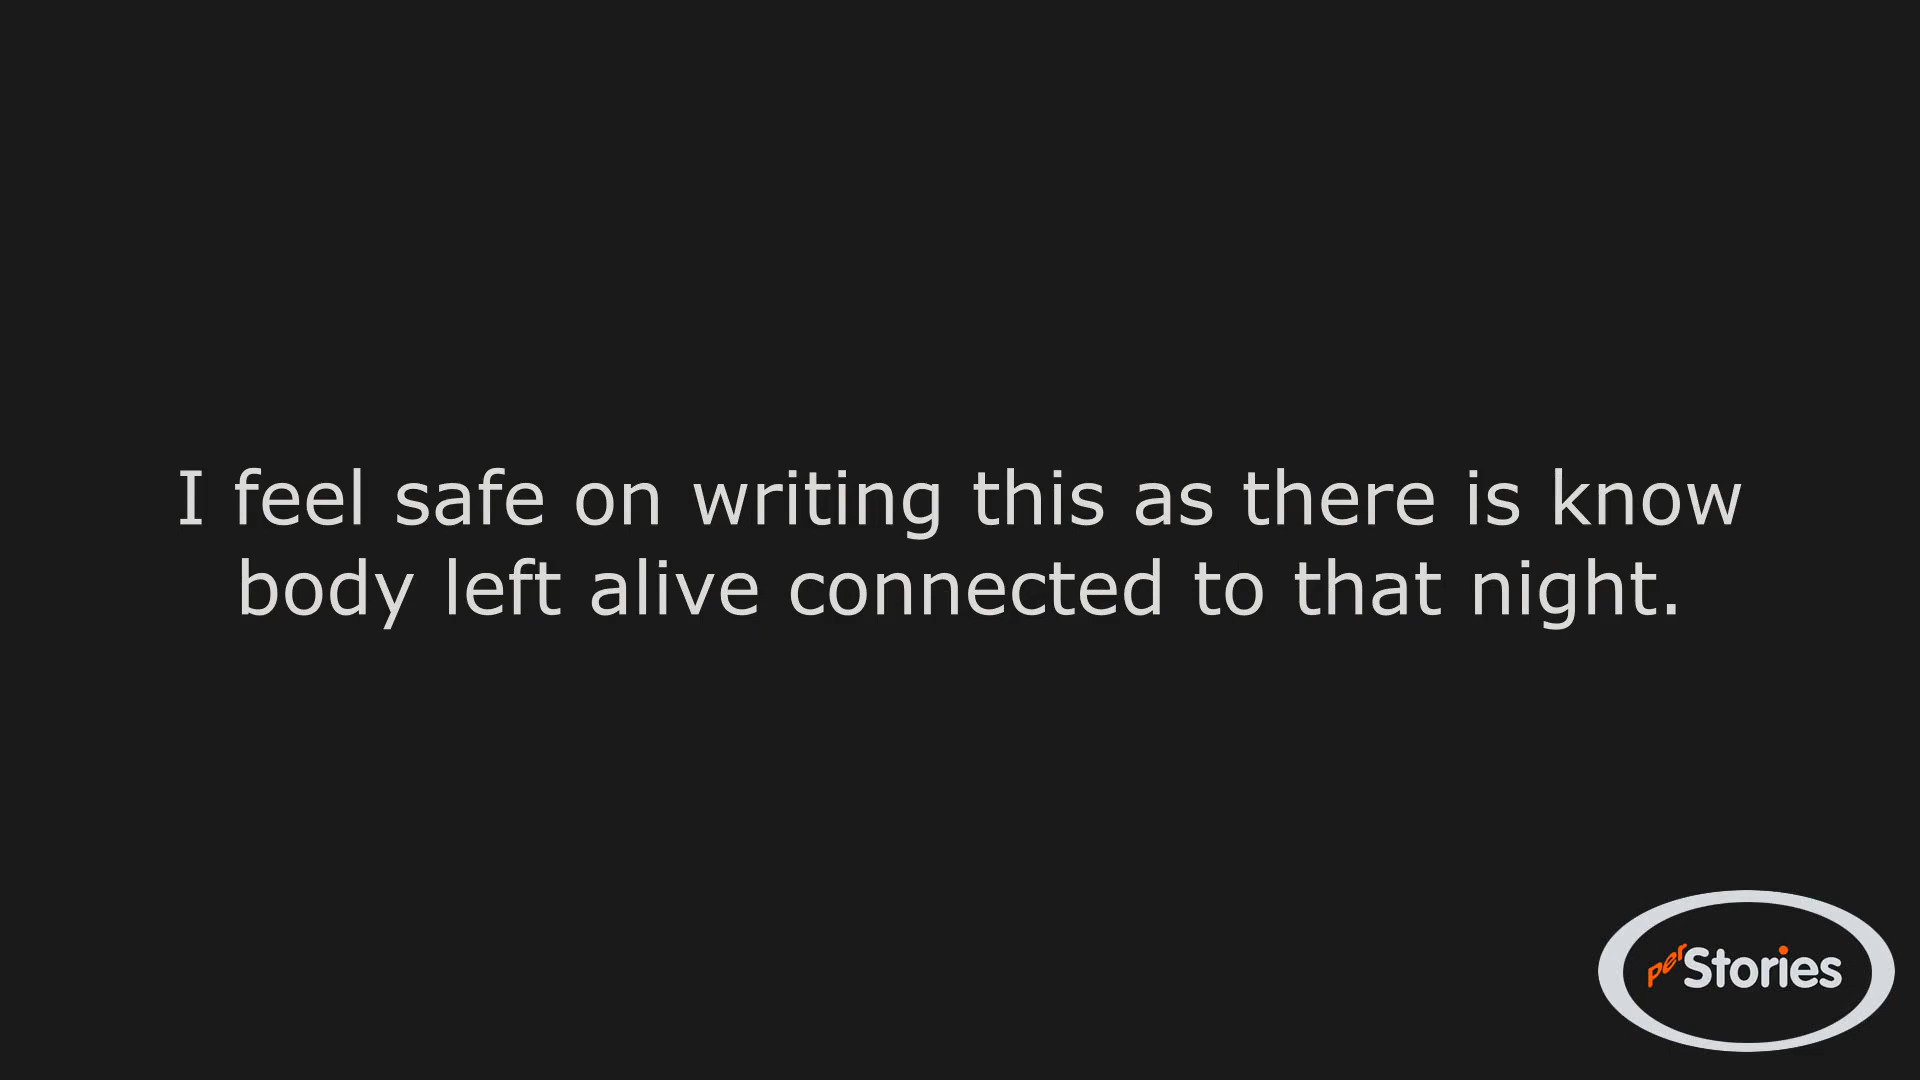 I feel safe on writing this as there is know
body left alive connected to that night.
perStories